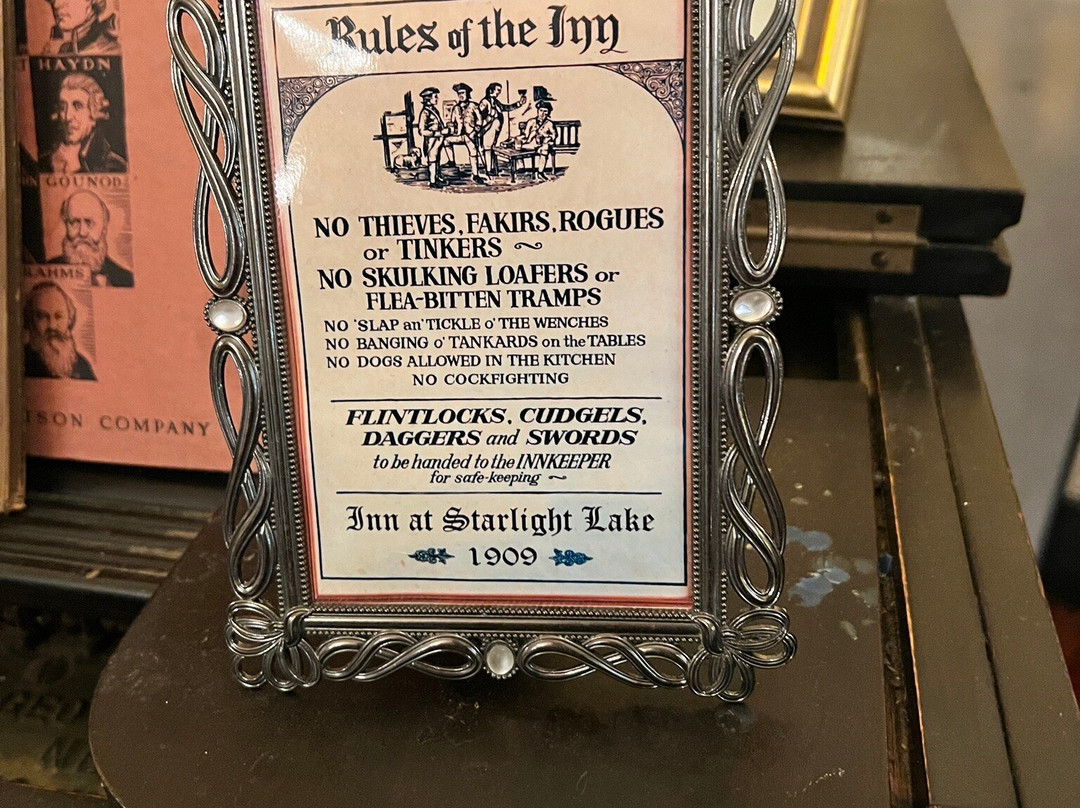 HAYDN
GOUNOD
TSON COMPANY
Rules of the Inn
NO THIEVES, FAKIRS, ROGUES
or TINKERS ~
NO SKULKING LOAFERS or
FLEA-BITTEN TRAMPS
NO 'SLAP an' TICKLE o' THE WENCHES
NO BANGING o' TANKARDS on the TABLES
NO DOGS ALLOWED IN THE KITCHEN
NO COCKFIGHTING
FLINTLOCKS, CUDGELS,
DAGGERS and SWORDS
to be handed to the INNKEEPER
for safe-keeping ~
Inn at Starlight Lake
1909